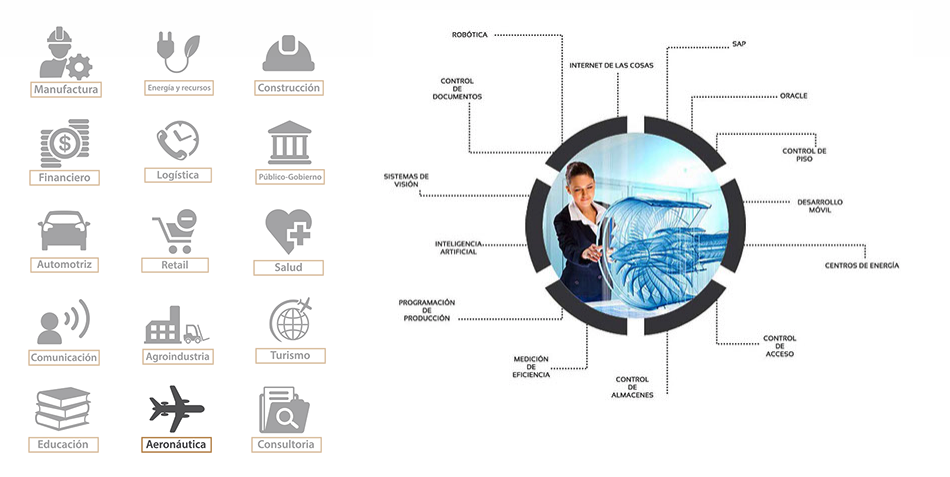 Manufactura
Energía y recursos
Construcción
Financiero
Logística
Público-Gobierno
Automotriz
Retail
Salud
Comunicación
Agroindustria
Turismo
Educación
Aeronáutica
Consultoria
ROBÓTICA
INTERNET DE LAS COSAS
SAP
CONTROL
DE
DOCUMENTOS
ORACLE
CONTROL DE
PISO
SISTEMAS DE
VISIÓN
DESARROLLO
MÓVIL
INTELIGENCIA
ARTIFICIAL
CENTROS DE ENERGÍA
PROGRAMACIÓN
DE
PRODUCCIÓN
CONTROL
DE
ACCESO
MEDICIÓN
DE
EFICIENCIA
CONTROL
DE
ALMACENES